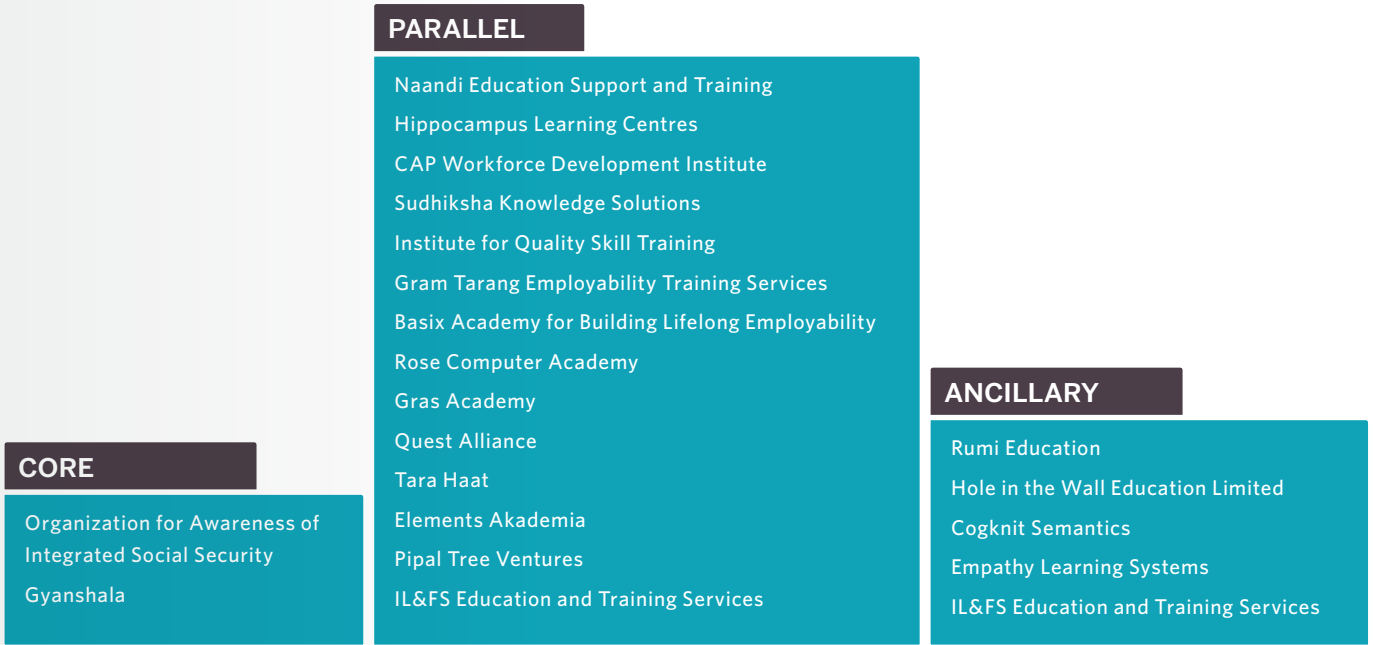 PARALLEL
Naandi Education Support and Training
Hippocampus Learning Centres
CAP Workforce Development Institute
Sudhiksha Knowledge Solutions
Institute for Quality Skill Training
Gram Tarang Employability Training Services
Basix Academy for Building Lifelong Employability
Rose Computer Academy
Gras Academy
Quest Alliance
Tara Haat
Elements Akademia
Pipal Tree Ventures
IL&FS Education and Training Services
CORE
Organization for Awareness of
Integrated Social Security
Gyanshala
ANCILLARY
Rumi Education
Hole in the Wall Education Limited
Cogknit Semantics
Empathy Learning Systems
IL&FS Education and Training Services